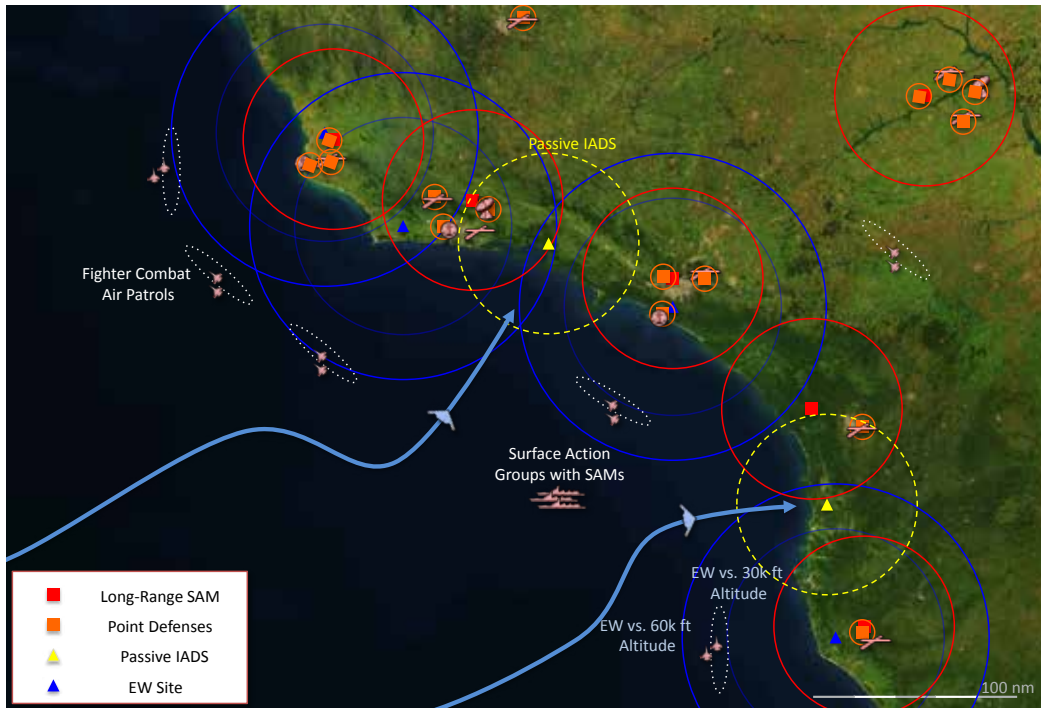 Passive IADS
Fighter Combat
Air Patrols
Surface Action
Groups with SAMs
EW vs. 30k ft
Altitude
EW vs. 60k ft
Altitude
Long-Range SAM
Point Defenses
Passive IADS
EW Site
100 nm